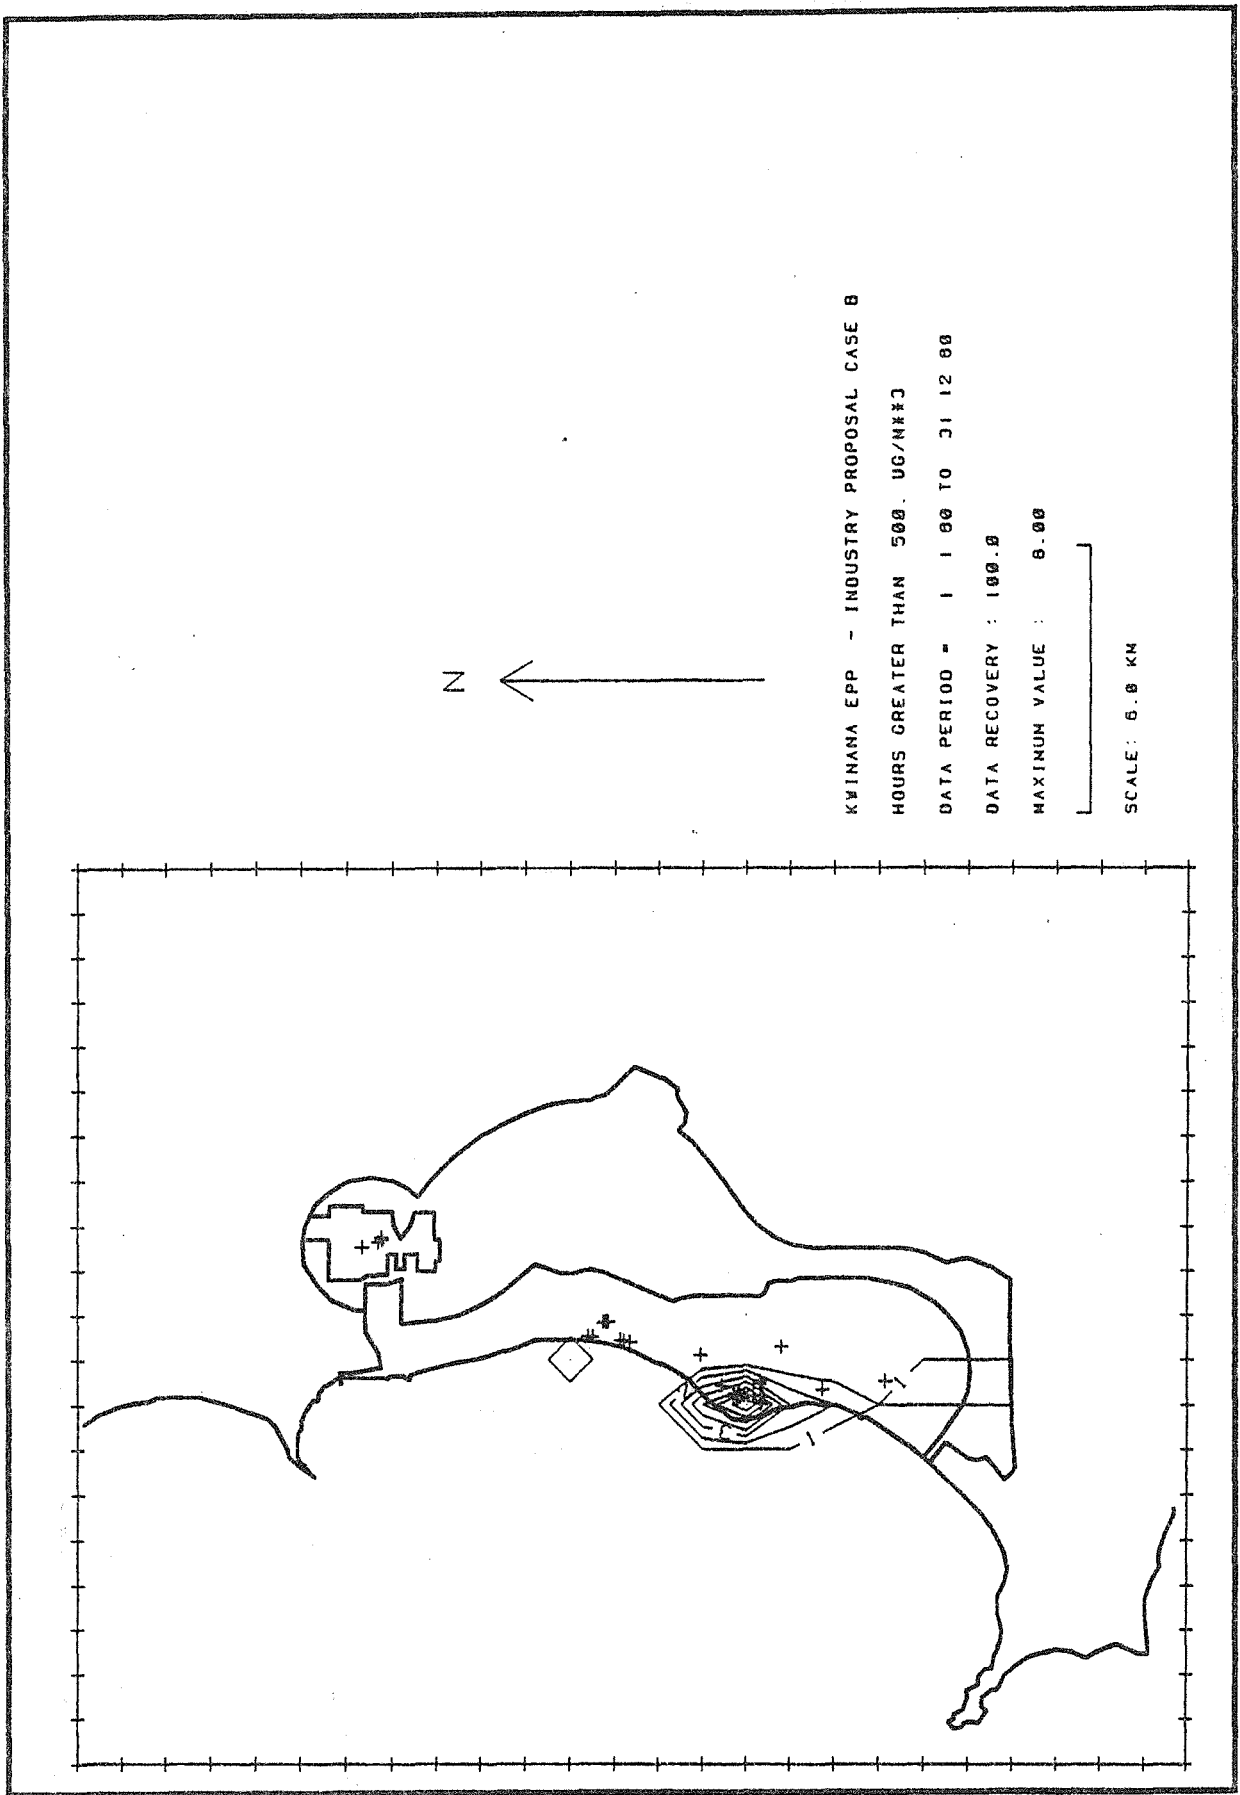 N
KWINANA EPP - INDUSTRY PROPOSAL CASE B
HOURS GREATER THAN 500. UG/M**3
DATA PERIOD = 1 1 80 TO 31 12 80
DATA RECOVERY : 100.0
MAXIMUM VALUE : 8.00
SCALE: 6.0 KM
1
1